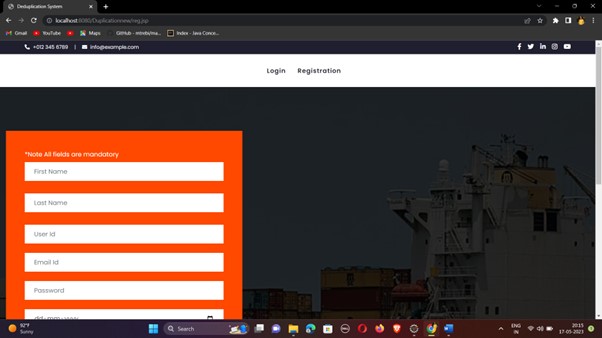 Deduplication System
localhost:8080/Duplicationnew/reg.jsp
Gmail YouTube Maps GitHub - mtrello/ma... Index - Java Conce...
+012 345 6789 | info@example.com
Login Registration
*Note All fields are mandatory
First Name
Last Name
User Id
Email Id
Password
dd-mm-yyyy
82°F
Sunny
Search
ENG
IN
20:15
17-05-2023